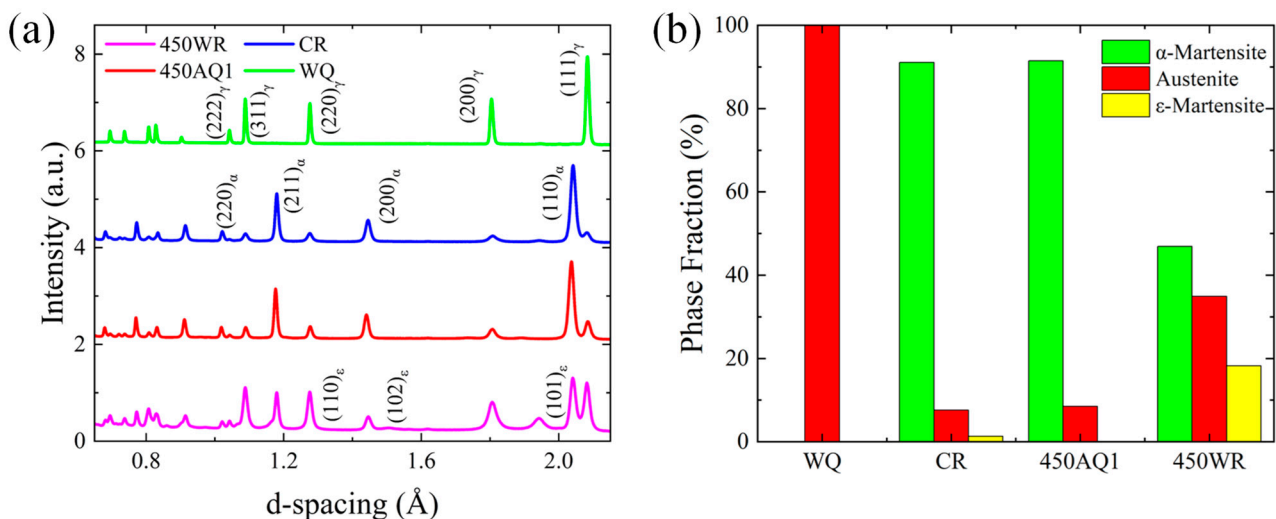 (a)
450WR CR
450AQ1 WQ
(222)γ (311)γ (220)γ (200)γ (111)γ
(220)α (211)α (200)α (110)α
(110)ε (102)ε (101)ε
Intensity (a.u.)
8
6
4
2
0
0.8 1.2 1.6 2.0
d-spacing (Å)
(b)
α-Martensite
Austenite
ε-Martensite
Phase Fraction (%)
100
80
60
40
20
0
WQ CR 450AQ1 450WR